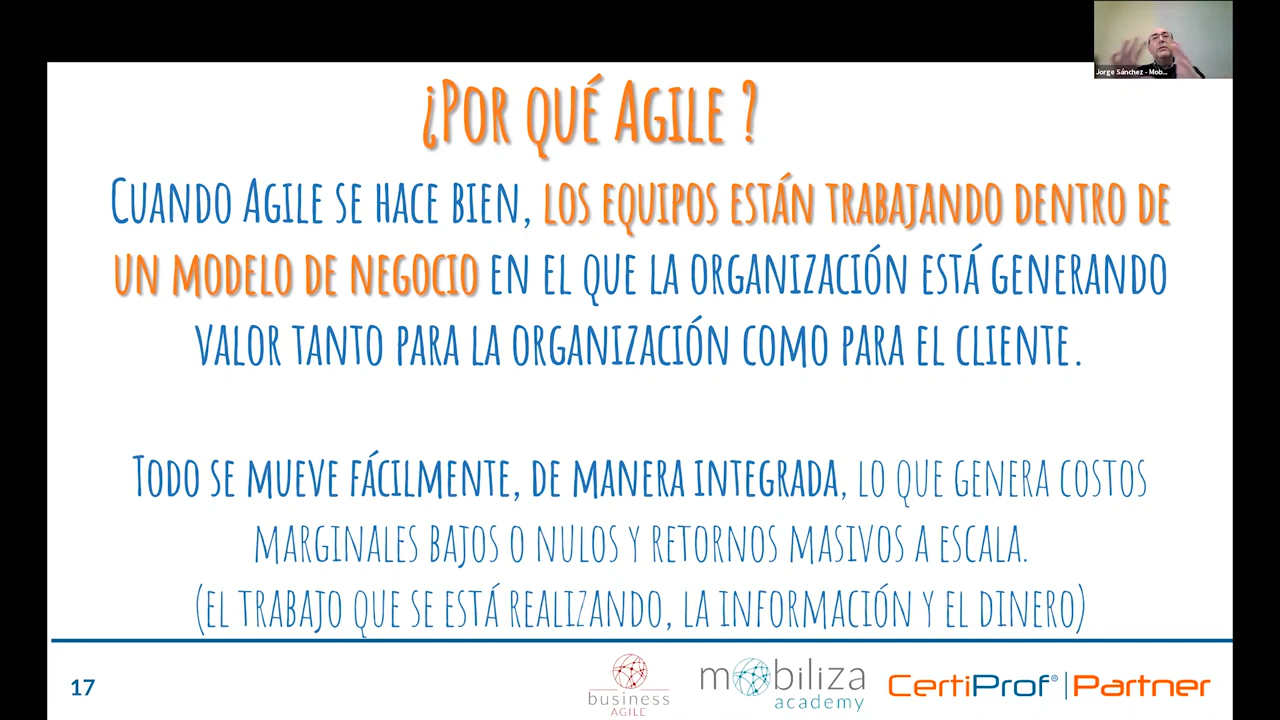 Jorge Sánchez - Mob...
¿Por qué Agile ?
Cuando Agile se hace bien, los equipos están trabajando dentro de
un modelo de negocio en el que la organización está generando
valor tanto para la organización como para el cliente.
Todo se mueve fácilmente, de manera integrada, lo que genera costos
marginales bajos o nulos y retornos masivos a escala.
(el trabajo que se está realizando, la información y el dinero)
17
business
AGILE
mobiliza
academy
CertiProf® | Partner